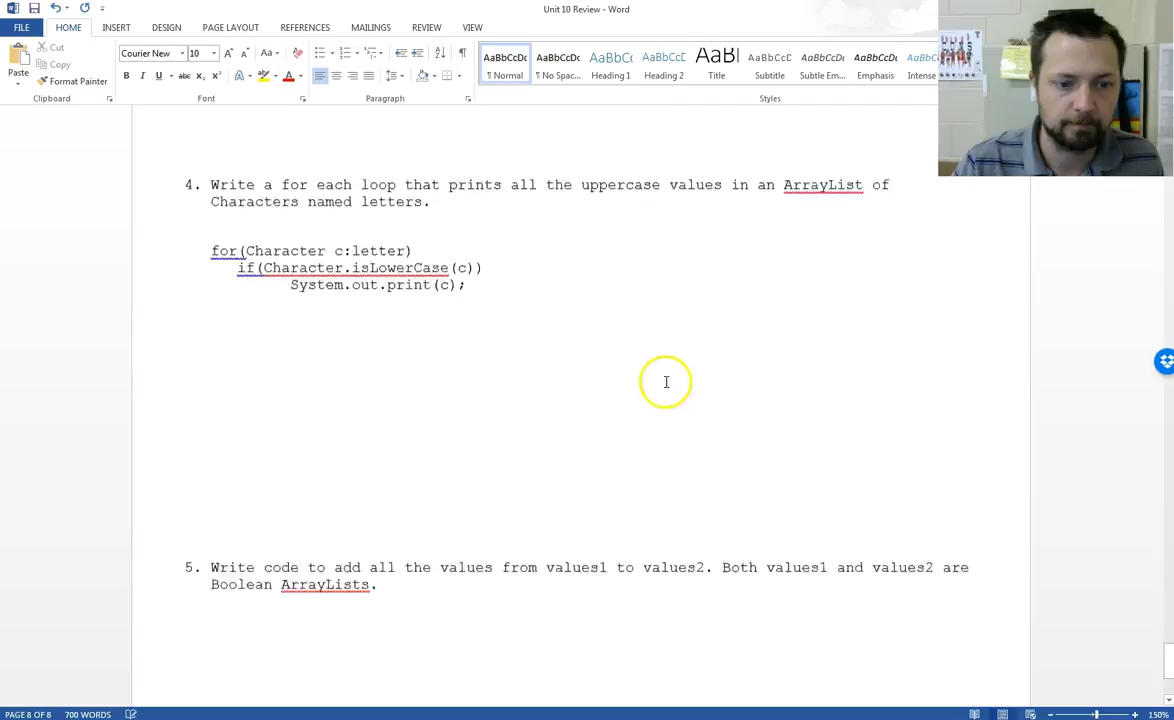 Unit 10 Review - Word
FILE HOME INSERT DESIGN PAGE LAYOUT REFERENCES MAILINGS REVIEW VIEW
Paste
Cut
Copy
Format Painter
Courier New 10
AaBbCcDc AaBbCcDc AaBbCc AaBbCcD AaB AaBbCcD AaBbCcDc AaBbCcDc
¶ Normal ¶ No Spac... Heading 1 Heading 2 Title Subtitle Subtle Em... Emphasis Intense
Clipboard Font Paragraph Styles
4. Write a for each loop that prints all the uppercase values in an ArrayList of
Characters named letters.
for(Character c:letter)
if(Character.isLowerCase(c))
System.out.print(c);
5. Write code to add all the values from values1 to values2. Both values1 and values2 are
Boolean ArrayLists.
PAGE 8 OF 8 700 WORDS 150%